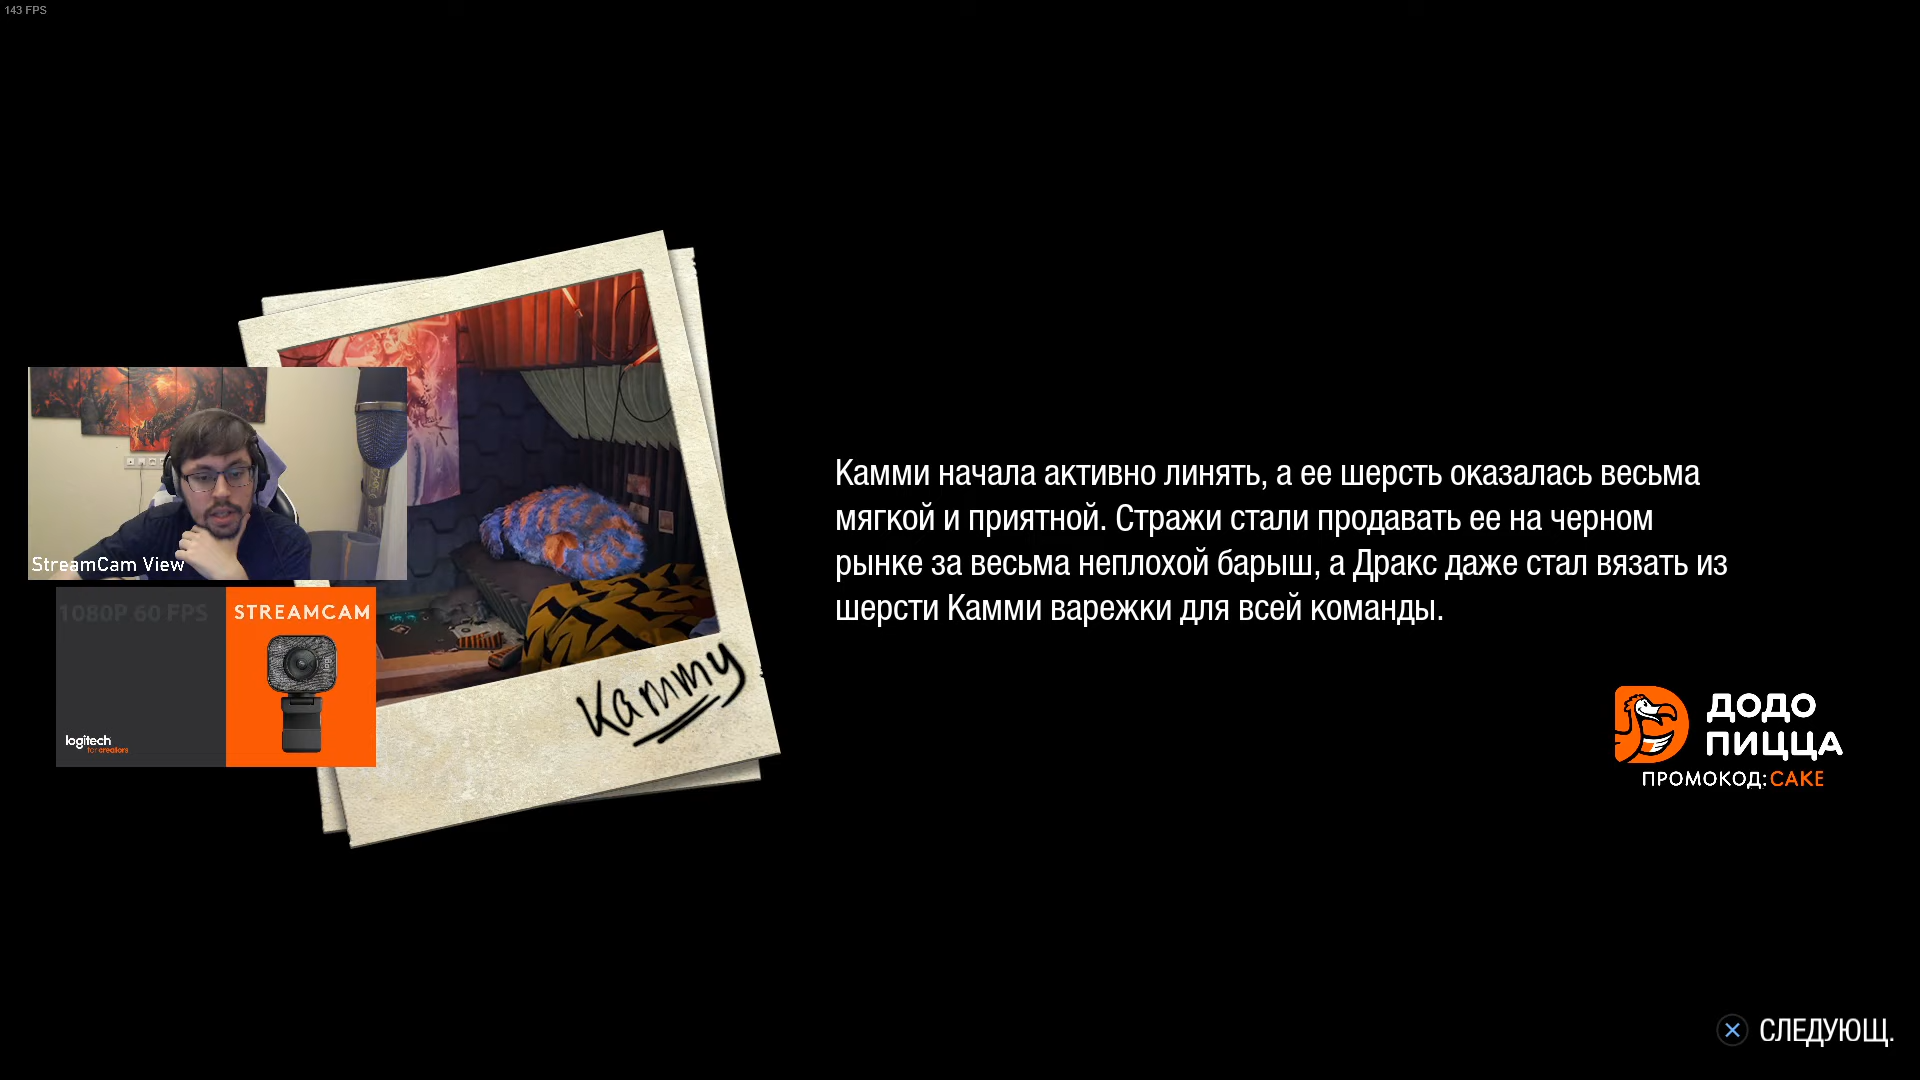 143 FPS
Камми начала активно линять, а ее шерсть оказалась весьма
мягкой и приятной. Стражи стали продавать ее на черном
рынке за весьма неплохой барыш, а Дракс даже стал вязать из
шерсти Камми варежки для всей команды.
StreamCam View
1080P 60 FPS
STREAMCAM
logitech
for creators
Kammy
ДОДО
ПИЦЦА
ПРОМОКОД:CAKE
СЛЕДУЮЩ.